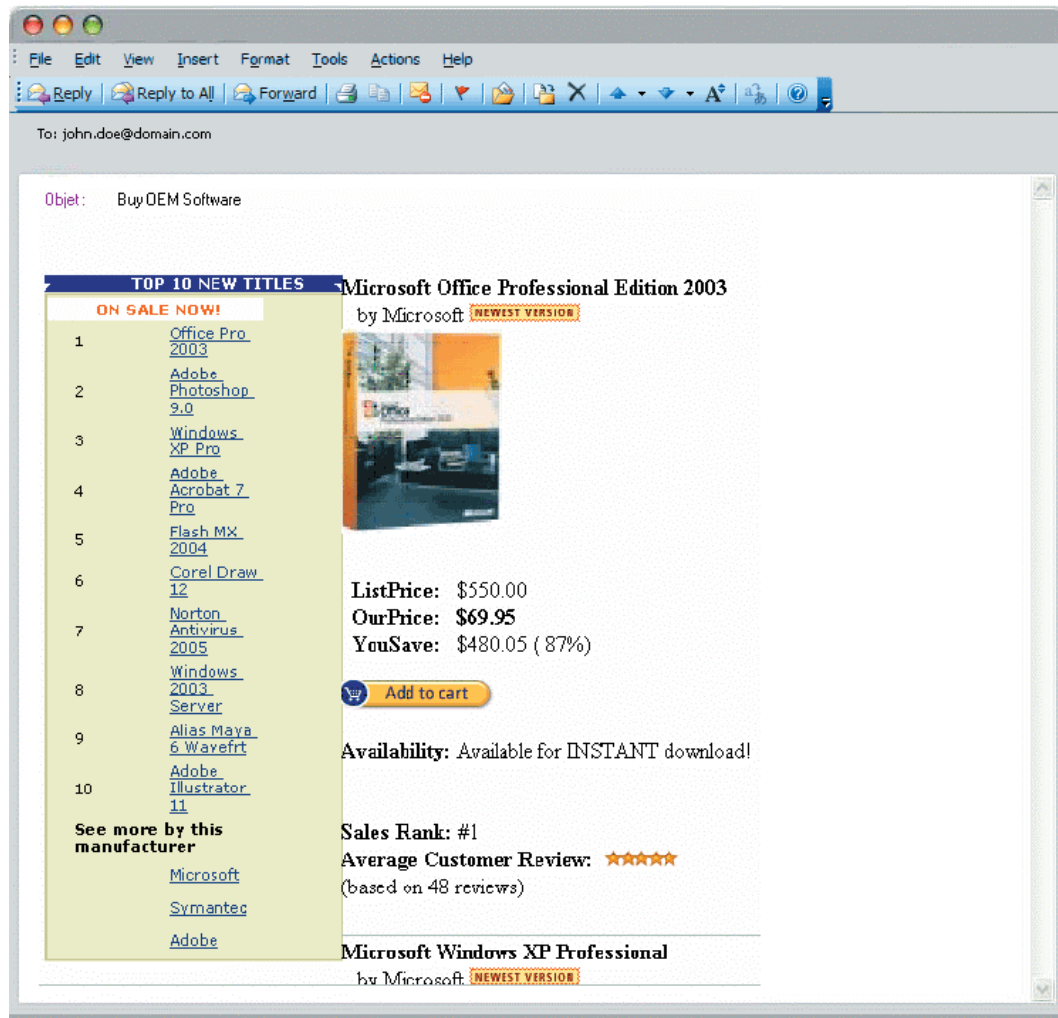 File Edit View Insert Format Tools Actions Help
Reply Reply to All Forward
To: john.doe@domain.com
Objet: Buy OEM Software
TOP 10 NEW TITLES
ON SALE NOW!
1 Office Pro
2003
2 Adobe
Photoshop
9.0
3 Windows
XP Pro
4 Adobe
Acrobat 7
Pro
5 Flash MX
2004
6 Corel Draw
12
7 Norton
Antivirus
2005
8 Windows
2003
Server
9 Alias Maya
6 Wavefrt
10 Adobe
Illustrator
11
See more by this
manufacturer
Microsoft
Symantec
Adobe
Microsoft Office Professional Edition 2003
by Microsoft NEWEST VERSION
Office
ListPrice: $550.00
OurPrice: $69.95
YouSave: $480.05 ( 87%)
Add to cart
Availability: Available for INSTANT download!
Sales Rank: #1
Average Customer Review:
(based on 48 reviews)
Microsoft Windows XP Professional
by Microsoft NEWEST VERSION